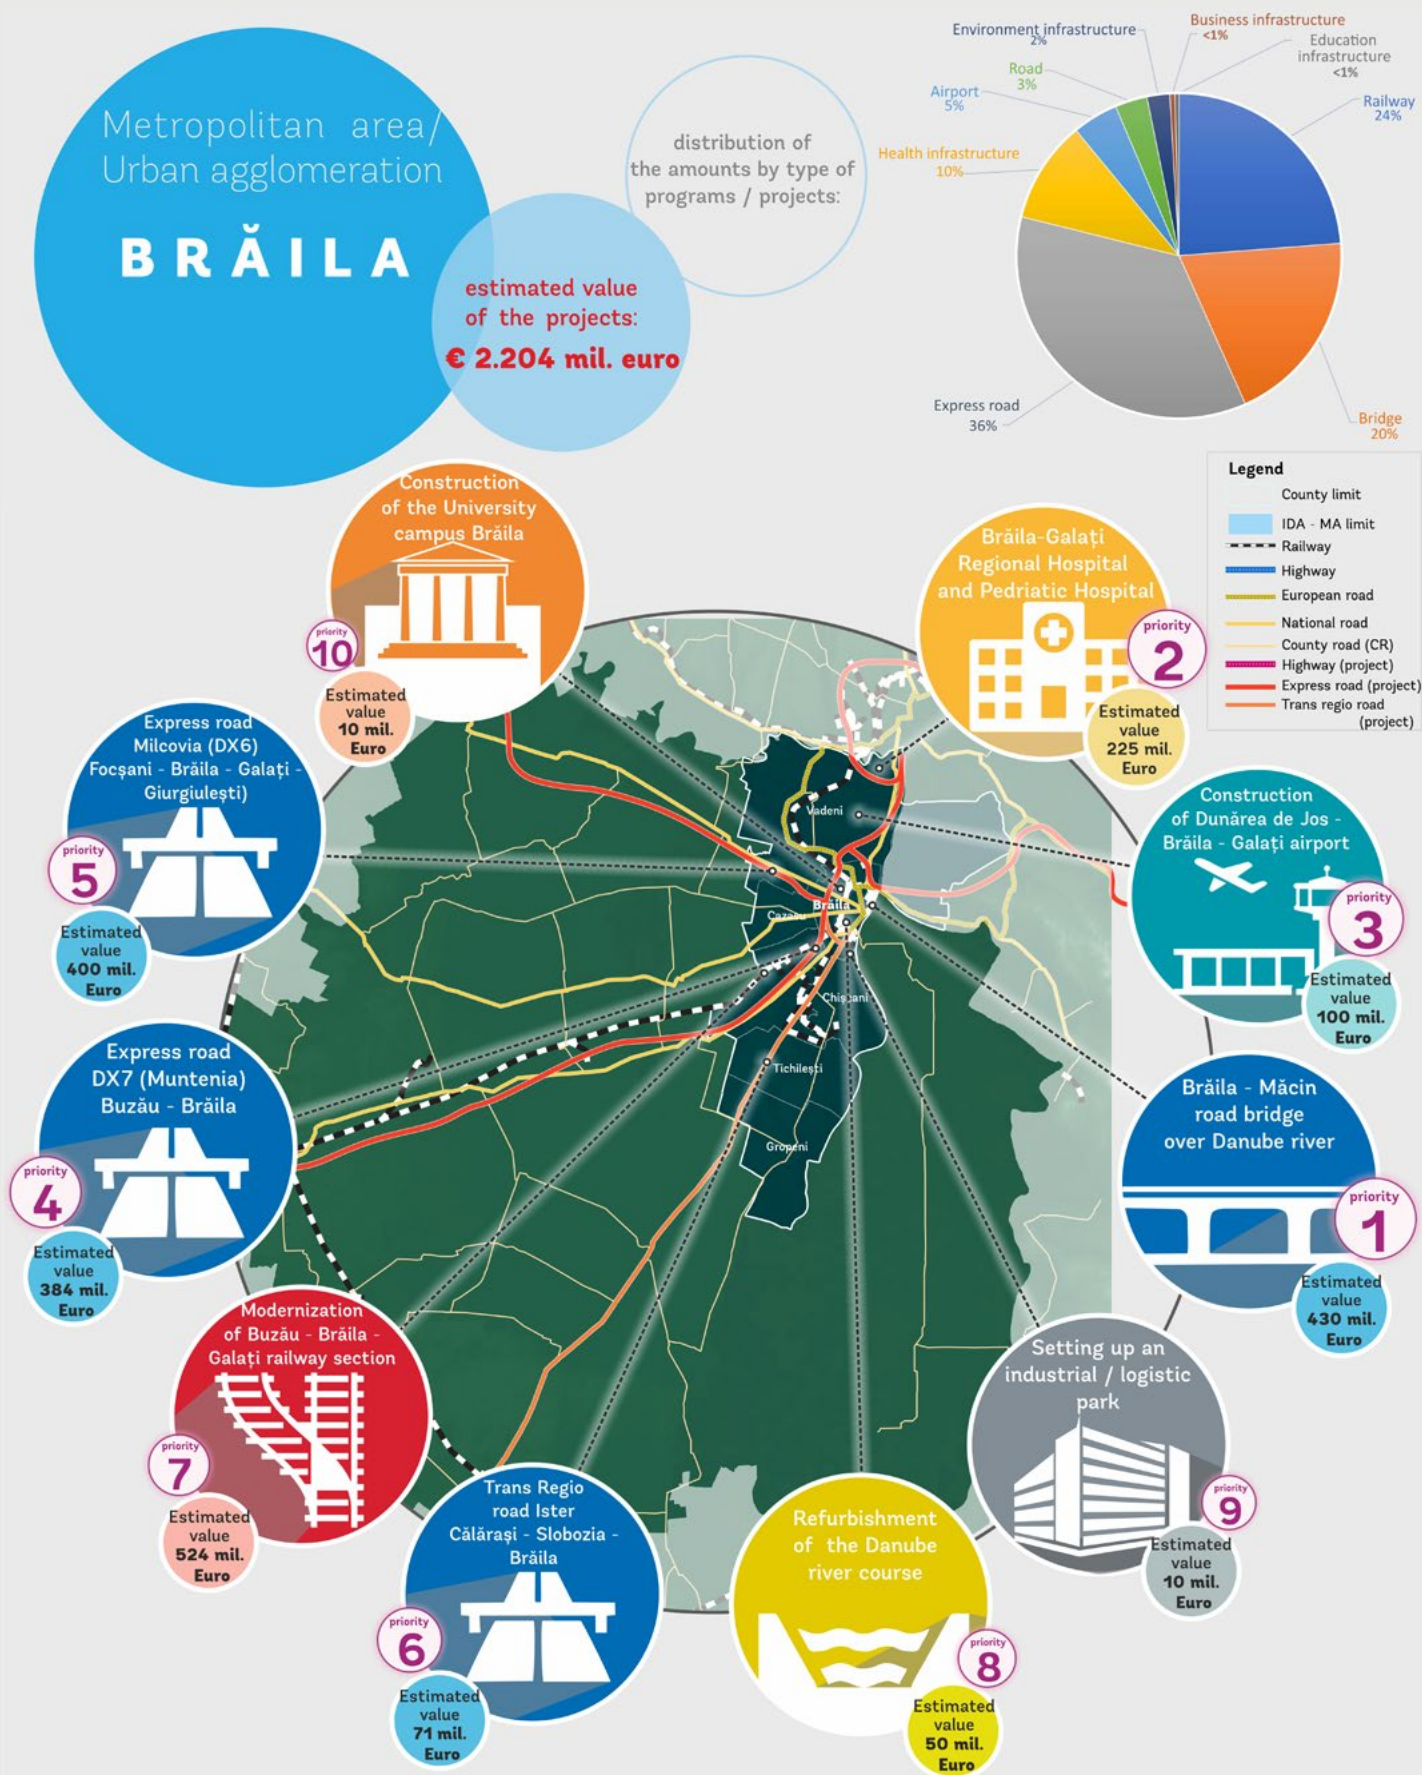 Metropolitan area/
Urban agglomeration
BRĂILA
estimated value
of the projects:
€ 2.204 mil. euro
distribution of
the amounts by type of
programs / projects:
Environment infrastructure
2%
Business infrastructure
<1%
Education
infrastructure
<1%
Road
3%
Airport
5%
Railway
24%
Health infrastructure
10%
Express road
36%
Bridge
20%
Legend
County limit
IDA - MA limit
Railway
Highway
European road
National road
County road (CR)
Highway (project)
Express road (project)
Trans regio road
(project)
Construction
of the University
campus Brăila
priority
10
Estimated
value
10 mil.
Euro
Brăila-Galați
Regional Hospital
and Pedriatic Hospital
priority
2
Estimated
value
225 mil.
Euro
Express road
Milcovia (DX6)
Focșani - Brăila - Galați -
Giurgiulești)
priority
5
Estimated
value
400 mil.
Euro
Construction
of Dunărea de Jos -
Brăila - Galați airport
priority
3
Estimated
value
100 mil.
Euro
Vadeni
Brăila
Cazasu
Chișcani
Tichilești
Gropeni
Express road
DX7 (Muntenia)
Buzău - Brăila
priority
4
Estimated
value
384 mil.
Euro
Brăila - Măcin
road bridge
over Danube river
priority
1
Estimated
value
430 mil.
Euro
Modernization
of Buzău - Brăila -
Galați railway section
priority
7
Estimated
value
524 mil.
Euro
Setting up an
industrial / logistic
park
priority
9
Estimated
value
10 mil.
Euro
Trans Regio
road Ister
Călărași - Slobozia -
Brăila
priority
6
Estimated
value
71 mil.
Euro
Refurbishment
of the Danube
river course
priority
8
Estimated
value
50 mil.
Euro